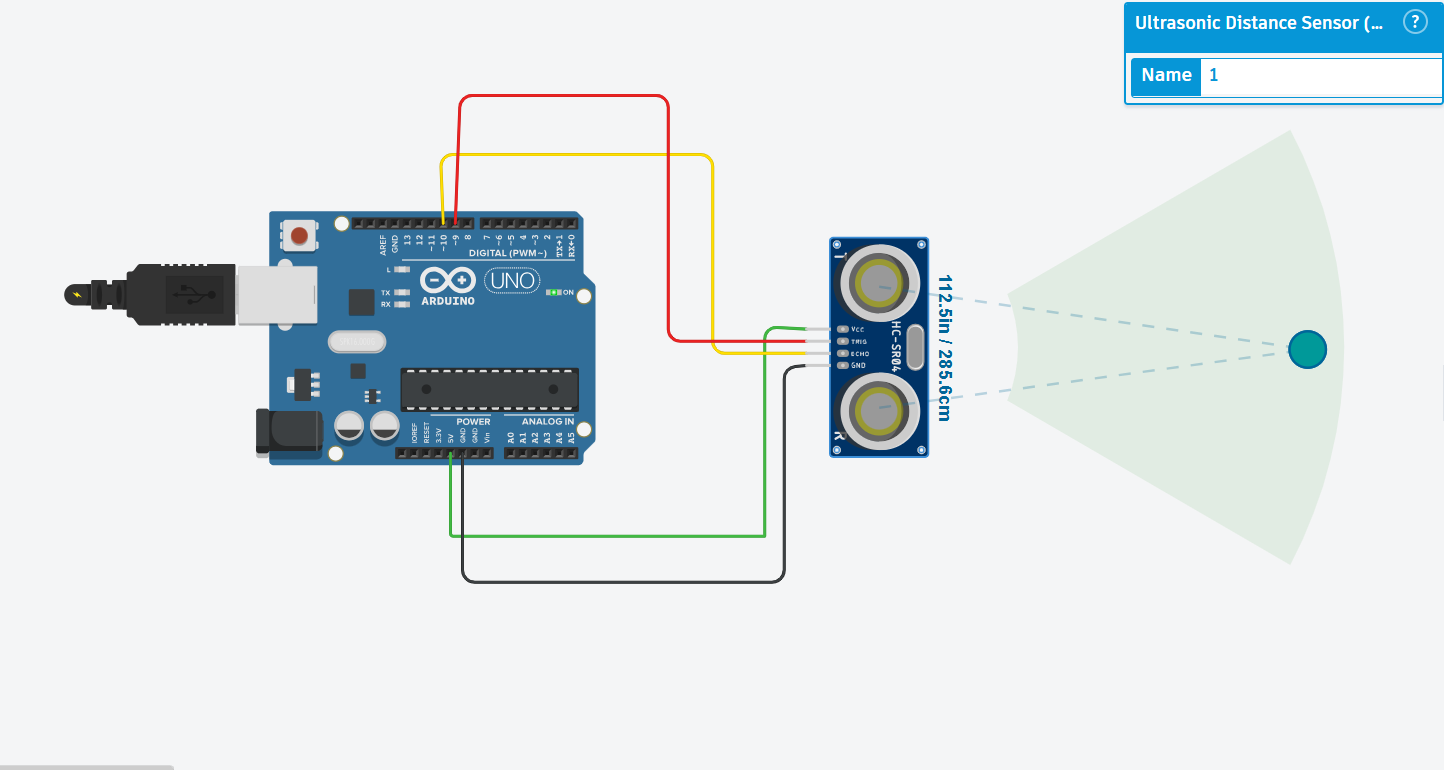 Ultrasonic Distance Sensor (...
?
Name
1
AREF
GND
13
12
~11
~10
~9
8
7
~6
~5
4
~3
2
TX→1
RX←0
DIGITAL (PWM~)
L
TX
RX
ARDUINO
UNO
ON
POWER
ANALOG IN
IOREF
RESET
3.3V
5V
GND
GND
Vin
A0
A1
A2
A3
A4
A5
T
Vcc
TRIG
ECHO
GND
HC-SR04
R
112.5in / 285.6cm